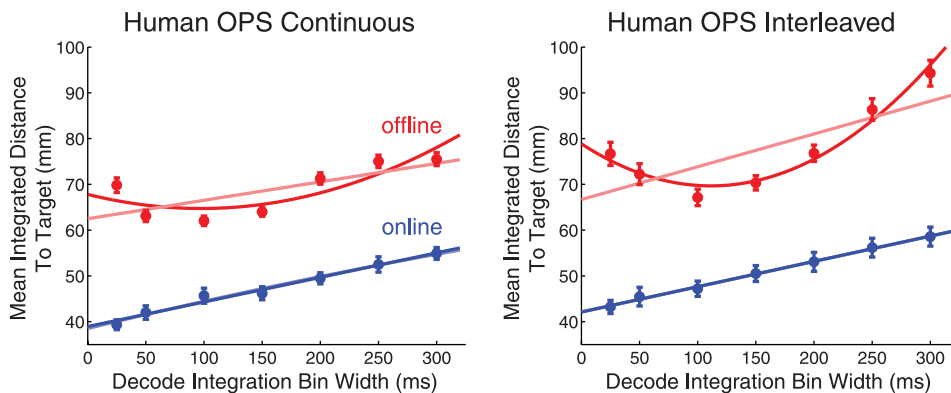 Human OPS Continuous
Mean Integrated Distance
To Target (mm)
100
90
80
70
60
50
40
offline
online
0 50 100 150 200 250 300
Decode Integration Bin Width (ms)
Human OPS Interleaved
Mean Integrated Distance
To Target (mm)
100
90
80
70
60
50
40
0 50 100 150 200 250 300
Decode Integration Bin Width (ms)